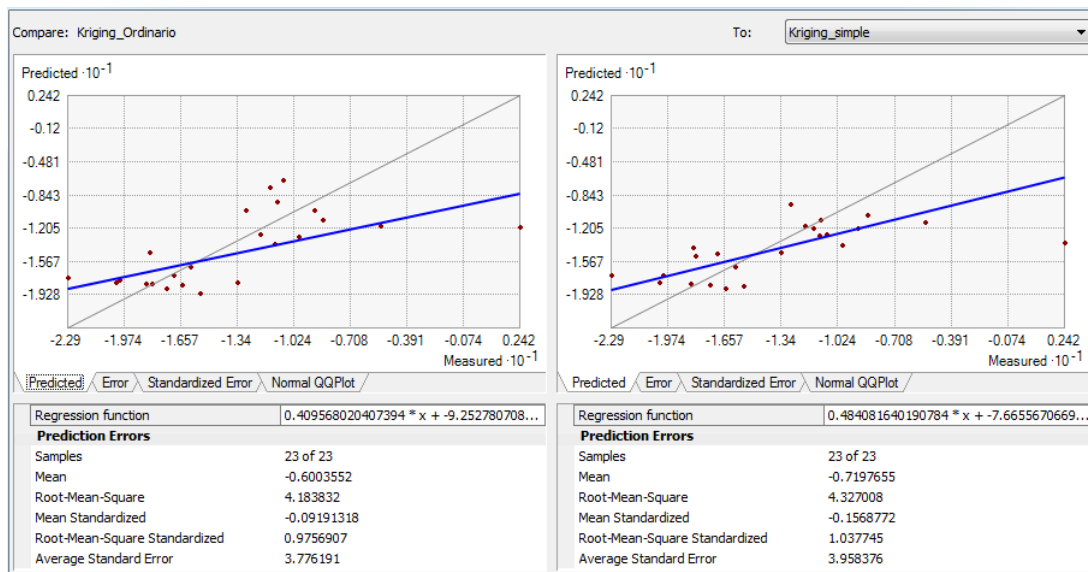 Compare: Kriging_Ordinario To: Kriging_simple
Predicted ·10⁻¹
0.242
-0.12
-0.481
-0.843
-1.205
-1.567
-1.928
-2.29 -1.974 -1.657 -1.34 -1.024 -0.708 -0.391 -0.074 0.242
Measured ·10⁻¹
Predicted Error Standardized Error Normal QQPlot
Regression function 0.409568020407394 * x + -9.252780708...
Prediction Errors
Samples 23 of 23
Mean -0.6003552
Root-Mean-Square 4.183832
Mean Standardized -0.09191318
Root-Mean-Square Standardized 0.9756907
Average Standard Error 3.776191
Predicted ·10⁻¹
0.242
-0.12
-0.481
-0.843
-1.205
-1.567
-1.928
-2.29 -1.974 -1.657 -1.34 -1.024 -0.708 -0.391 -0.074 0.242
Measured ·10⁻¹
Predicted Error Standardized Error Normal QQPlot
Regression function 0.484081640190784 * x + -7.6655670669...
Prediction Errors
Samples 23 of 23
Mean -0.7197655
Root-Mean-Square 4.327008
Mean Standardized -0.1568772
Root-Mean-Square Standardized 1.037745
Average Standard Error 3.958376